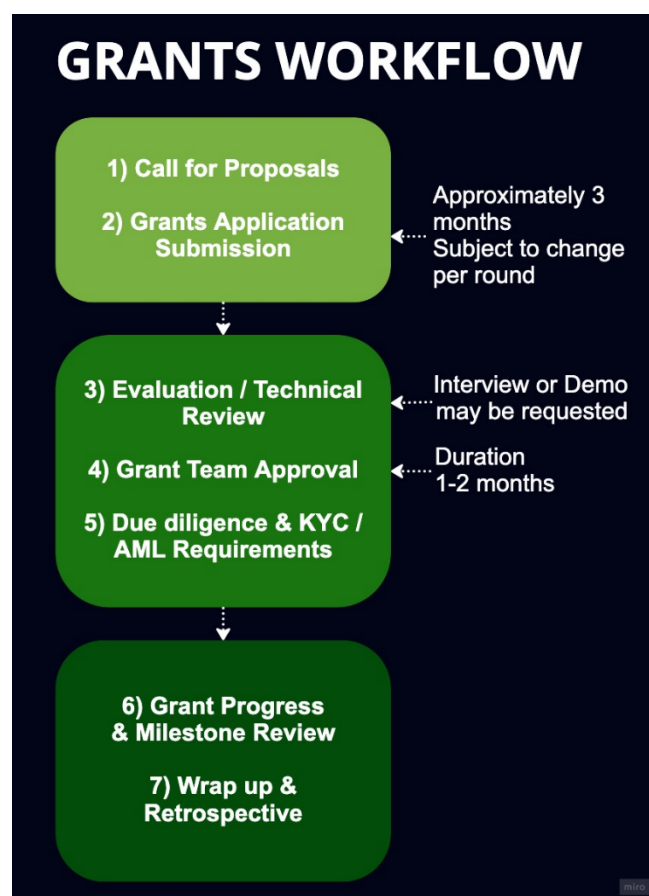 GRANTS WORKFLOW
1) Call for Proposals
2) Grants Application
Submission
Approximately 3
months
Subject to change
per round
3) Evaluation / Technical
Review
Interview or Demo
may be requested
4) Grant Team Approval
Duration
1-2 months
5) Due diligence & KYC /
AML Requirements
6) Grant Progress
& Milestone Review
7) Wrap up &
Retrospective
miro